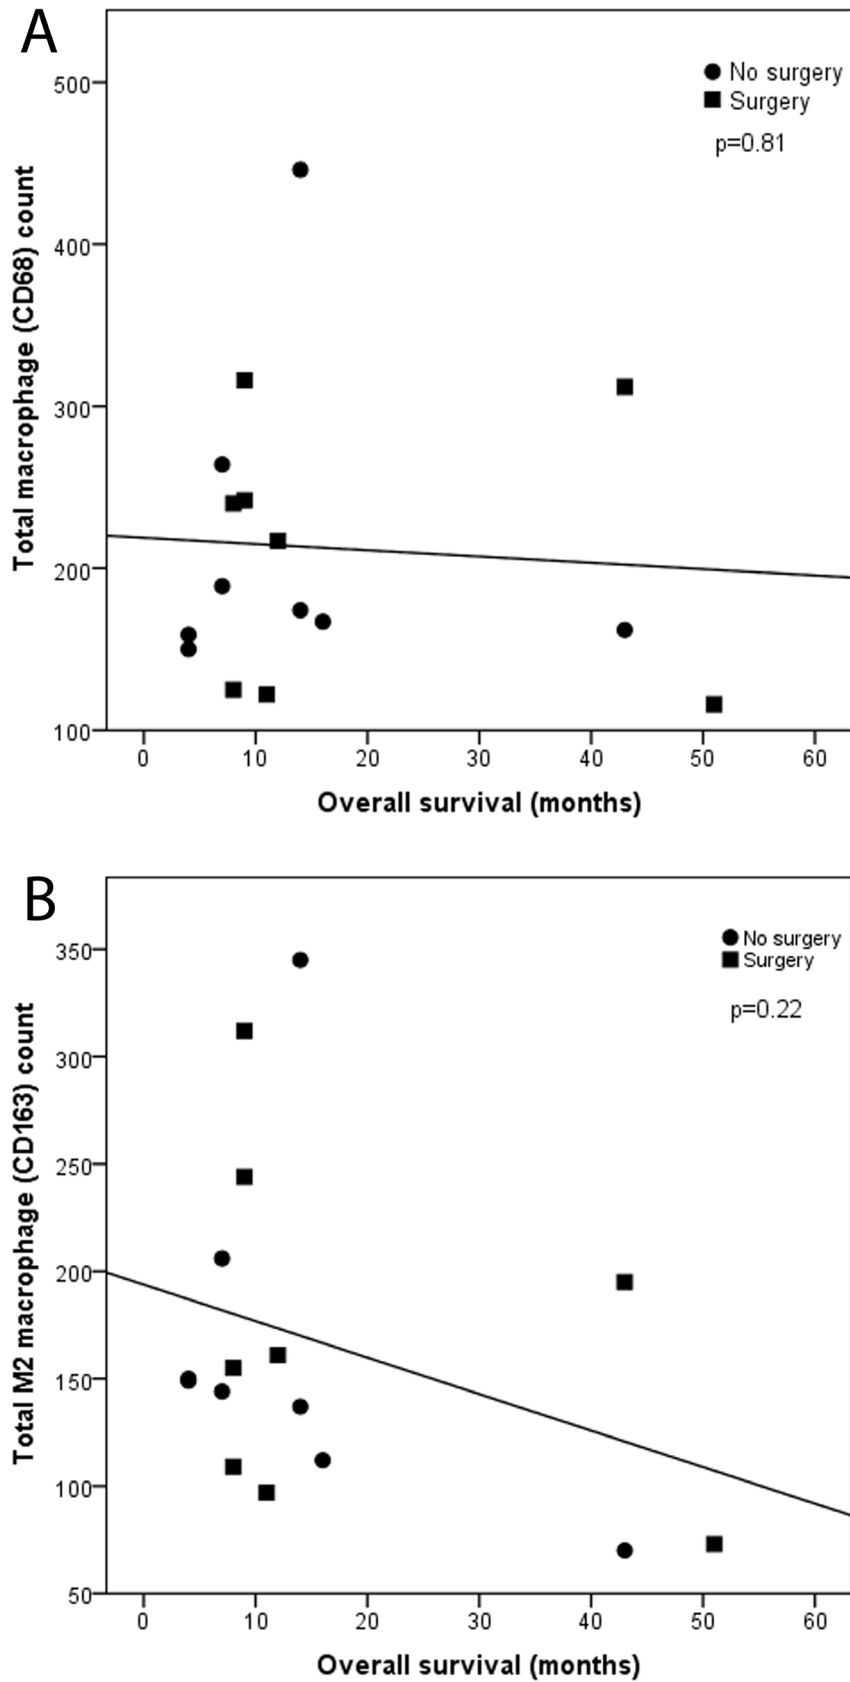 A
No surgery
Surgery
p=0.81
500
400
300
200
100
Total macrophage (CD68) count
0 10 20 30 40 50 60
Overall survival (months)
B
No surgery
Surgery
p=0.22
350
300
250
200
150
100
50
Total M2 macrophage (CD163) count
0 10 20 30 40 50 60
Overall survival (months)